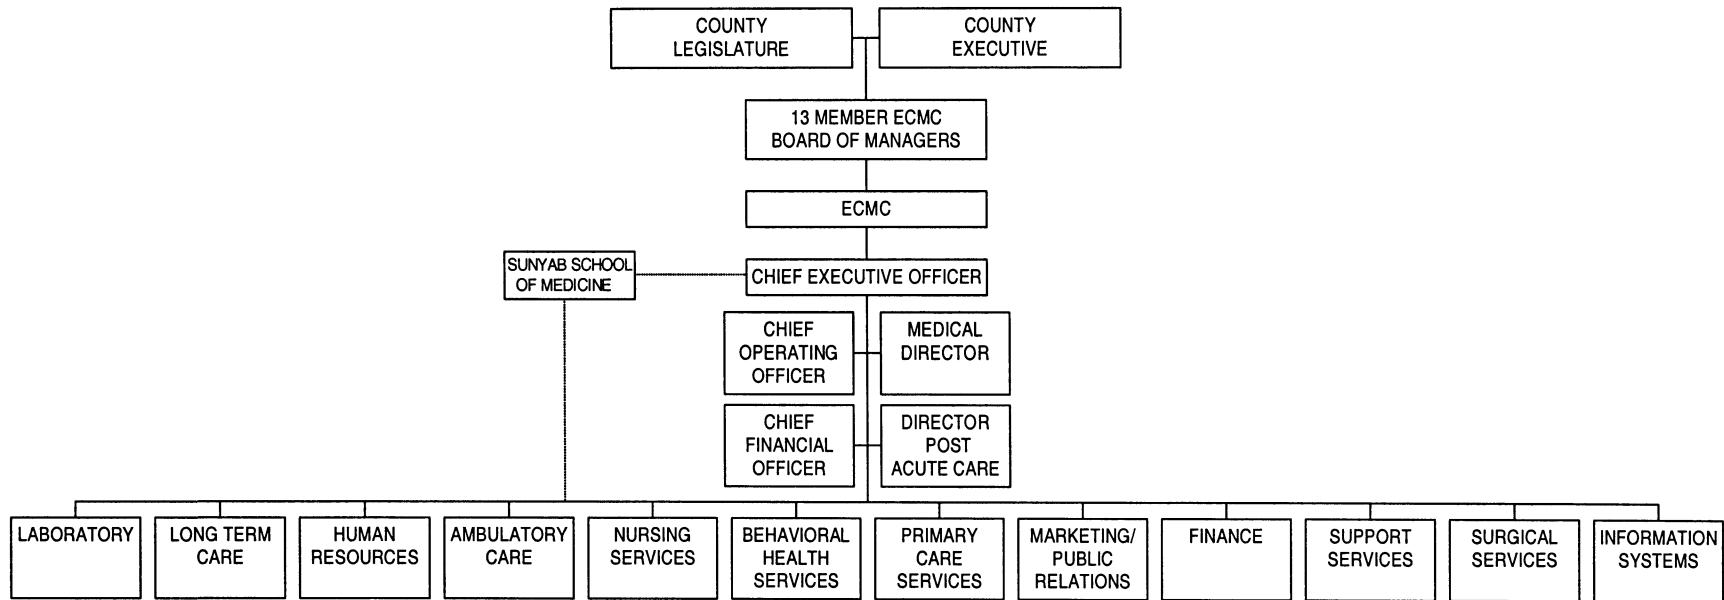 COUNTY
LEGISLATURE
COUNTY
EXECUTIVE
13 MEMBER ECMC
BOARD OF MANAGERS
ECMC
SUNYAB SCHOOL
OF MEDICINE
CHIEF EXECUTIVE OFFICER
CHIEF
OPERATING
OFFICER
MEDICAL
DIRECTOR
CHIEF
FINANCIAL
OFFICER
DIRECTOR
POST
ACUTE CARE
LABORATORY
LONG TERM
CARE
HUMAN
RESOURCES
AMBULATORY
CARE
NURSING
SERVICES
BEHAVIORAL
HEALTH
SERVICES
PRIMARY
CARE
SERVICES
MARKETING/
PUBLIC
RELATIONS
FINANCE
SUPPORT
SERVICES
SURGICAL
SERVICES
INFORMATION
SYSTEMS